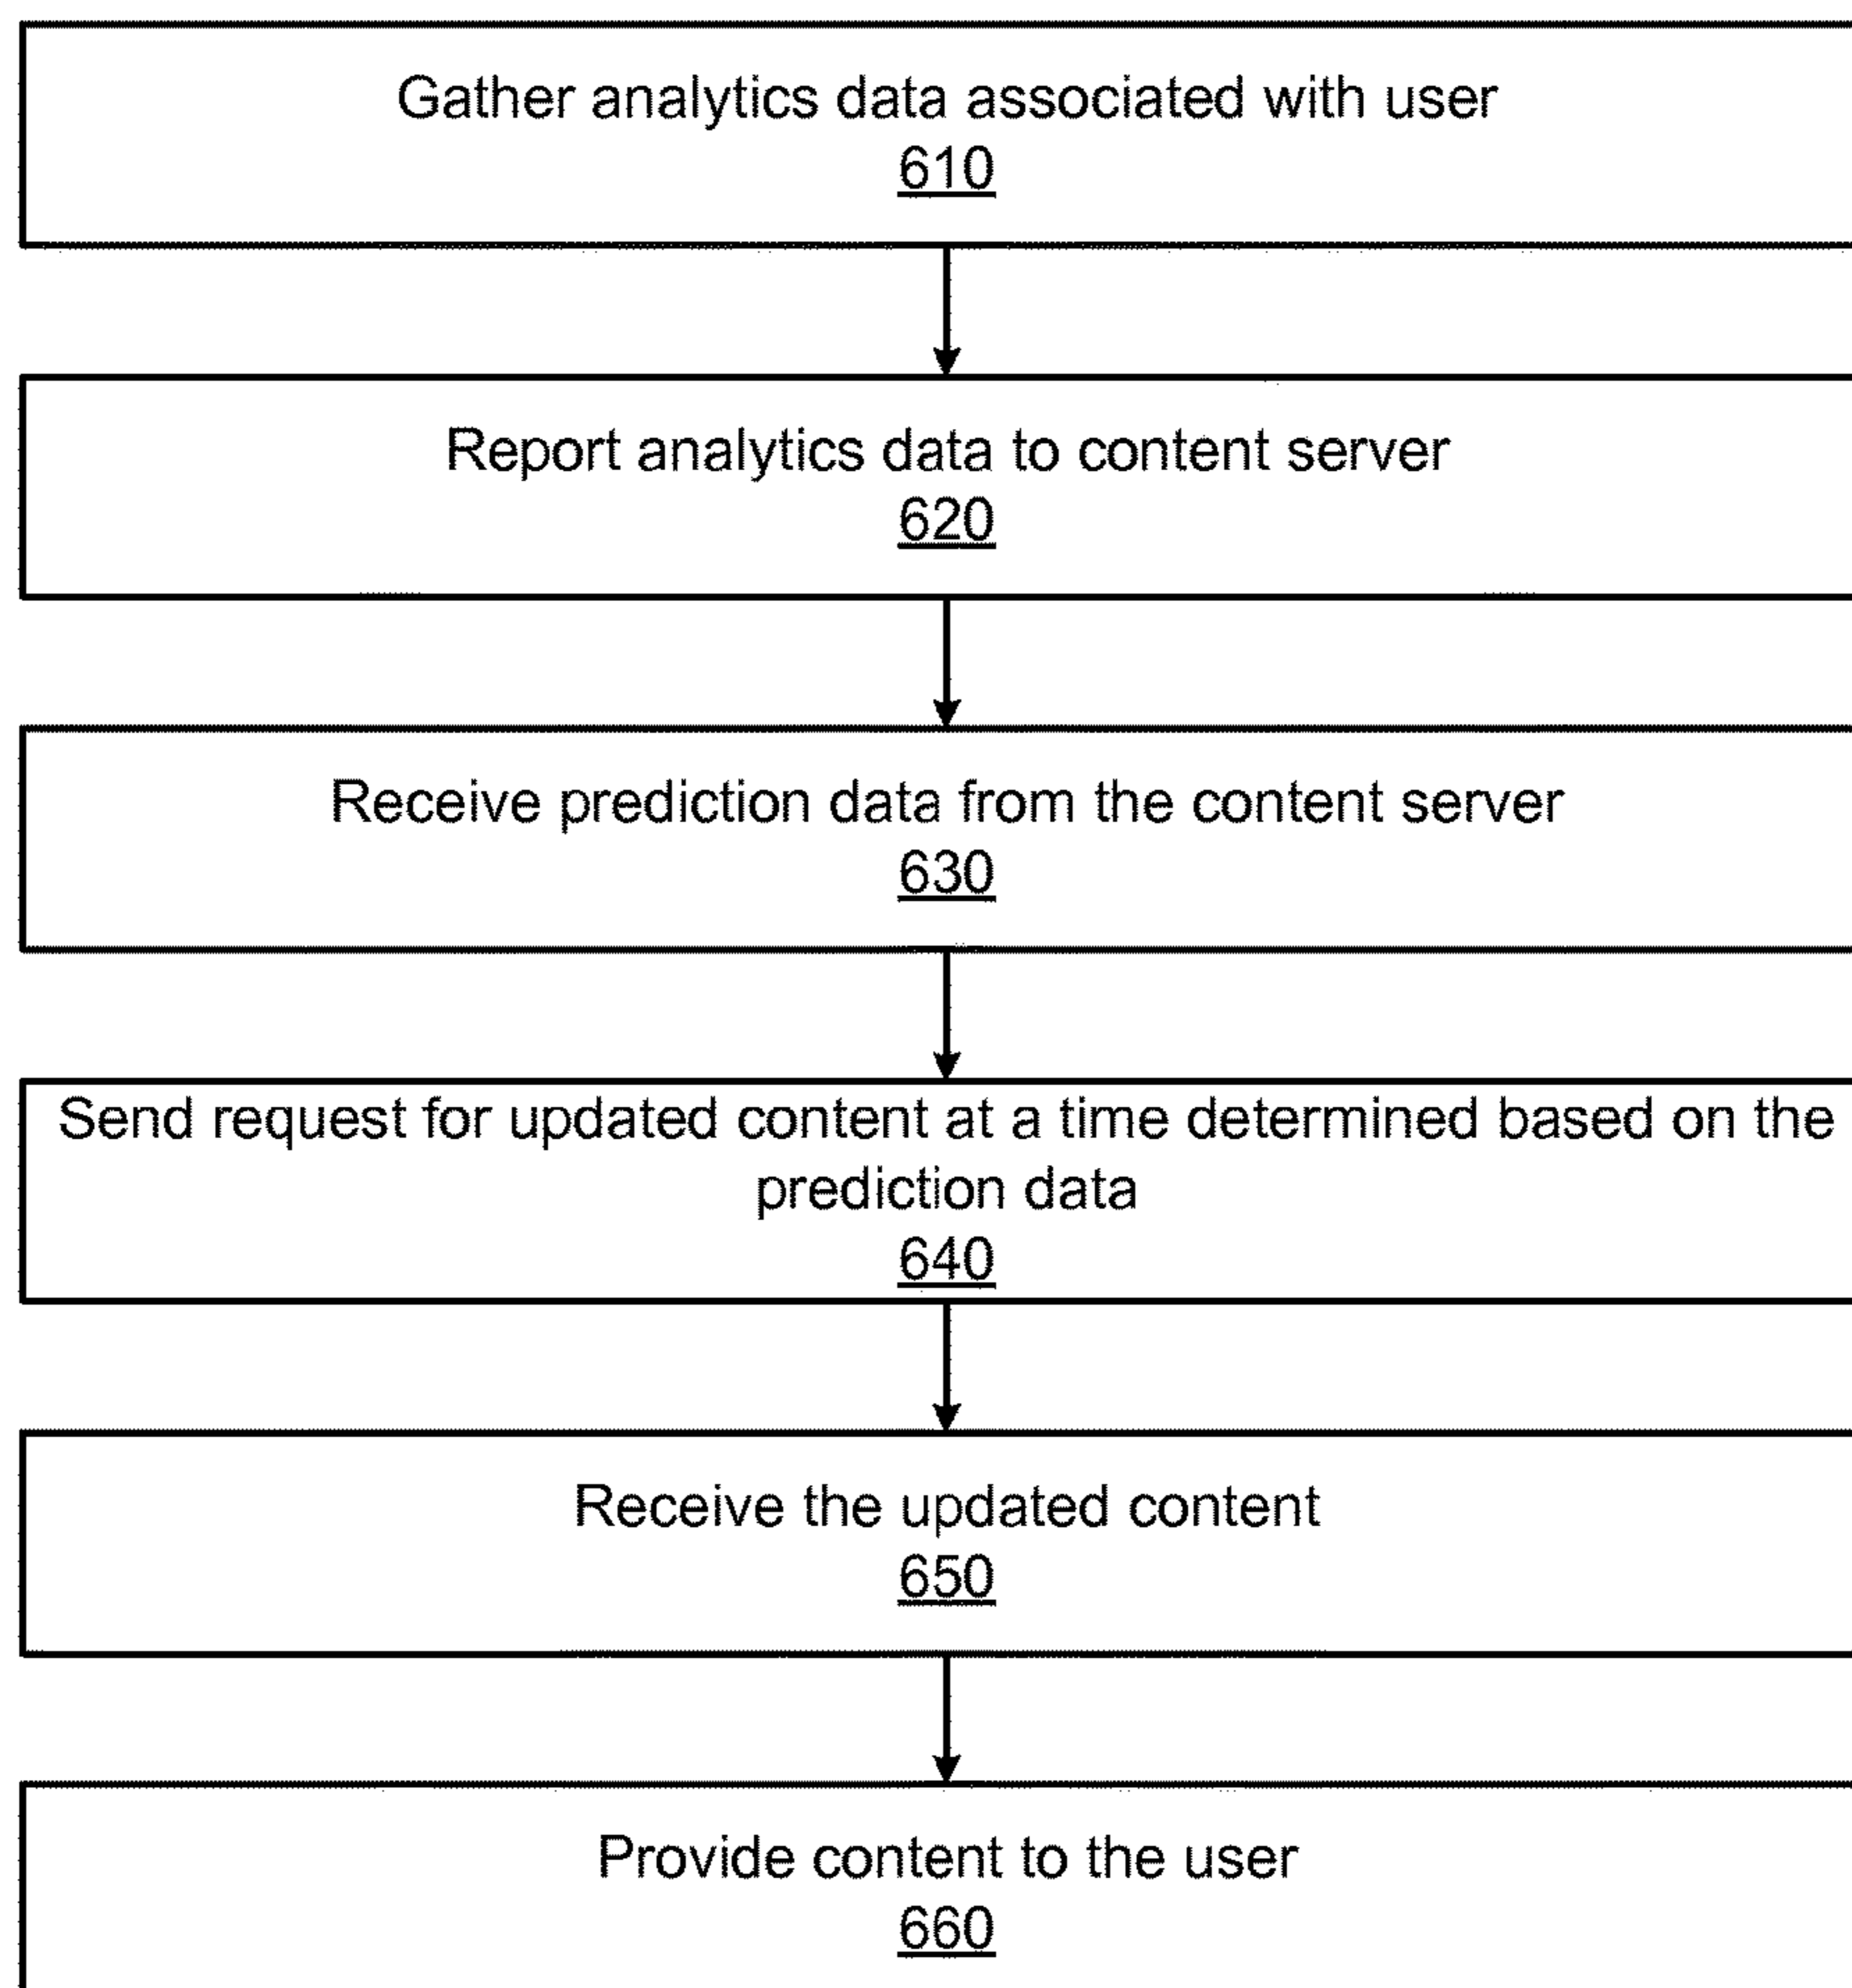 Gather analytics data associated with user
610
Report analytics data to content server
620
Receive prediction data from the content server
630
Send request for updated content at a time determined based on the
prediction data
640
Receive the updated content
650
Provide content to the user
660